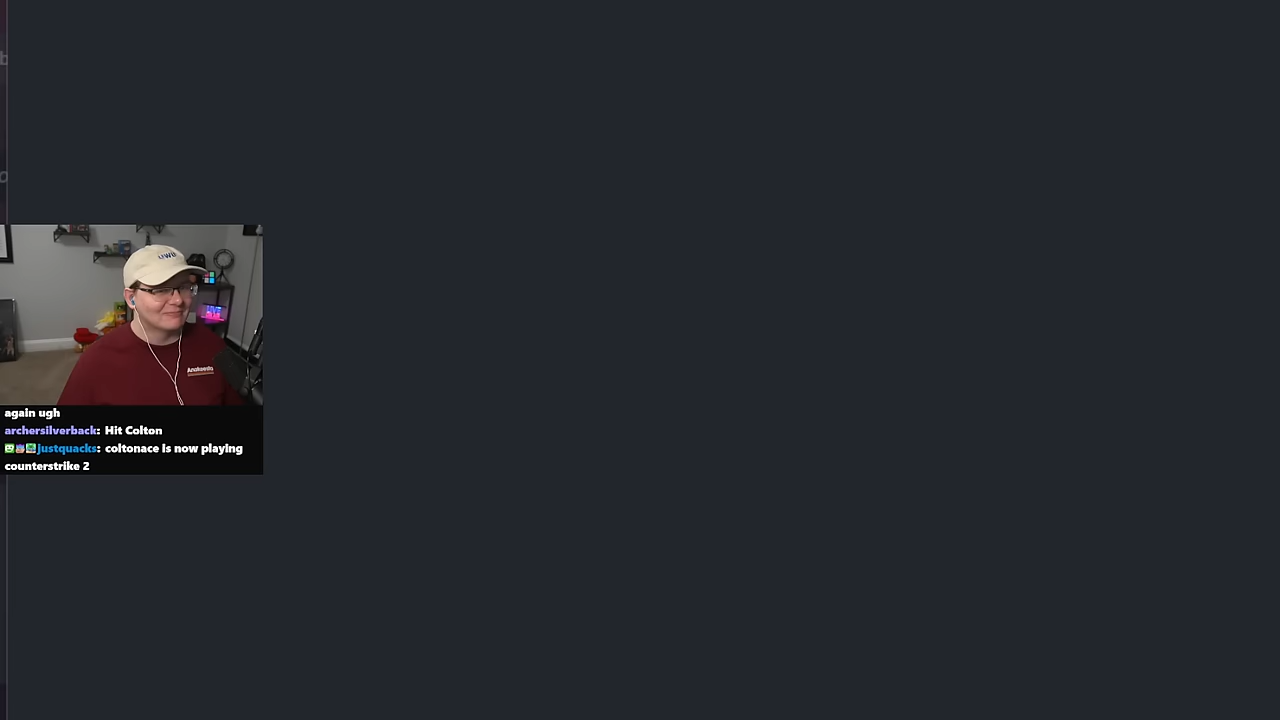 again ugh
archersilverback: Hit Colton
justquacks: coltonace is now playing
counterstrike 2